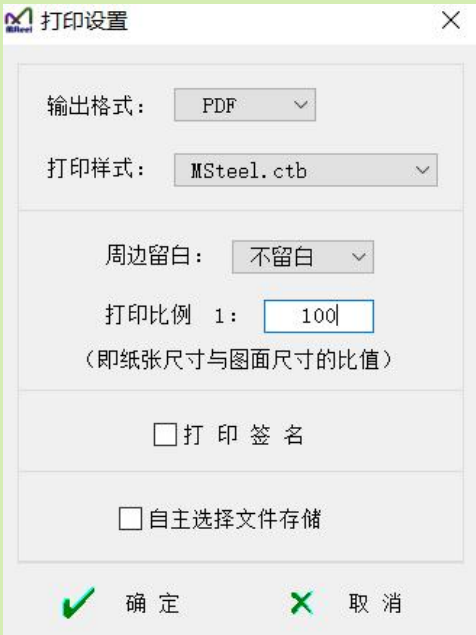 MSteel 打印设置
输出格式: PDF
打印样式: MSteel.ctb
周边留白: 不留白
打印比例 1: 100
(即纸张尺寸与图面尺寸的比值)
打 印 签 名
自主选择文件存储
确 定 取 消